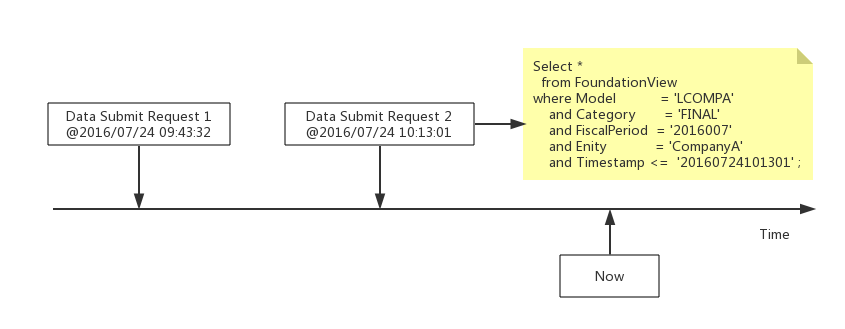 Data Submit Request 1
@2016/07/24 09:43:32
Data Submit Request 2
@2016/07/24 10:13:01
Select *
from FoundationView
where Model = 'LCOMPA'
and Category = 'FINAL'
and FiscalPeriod = '2016007'
and Enity = 'CompanyA'
and Timestamp <= '20160724101301' ;
Time
Now